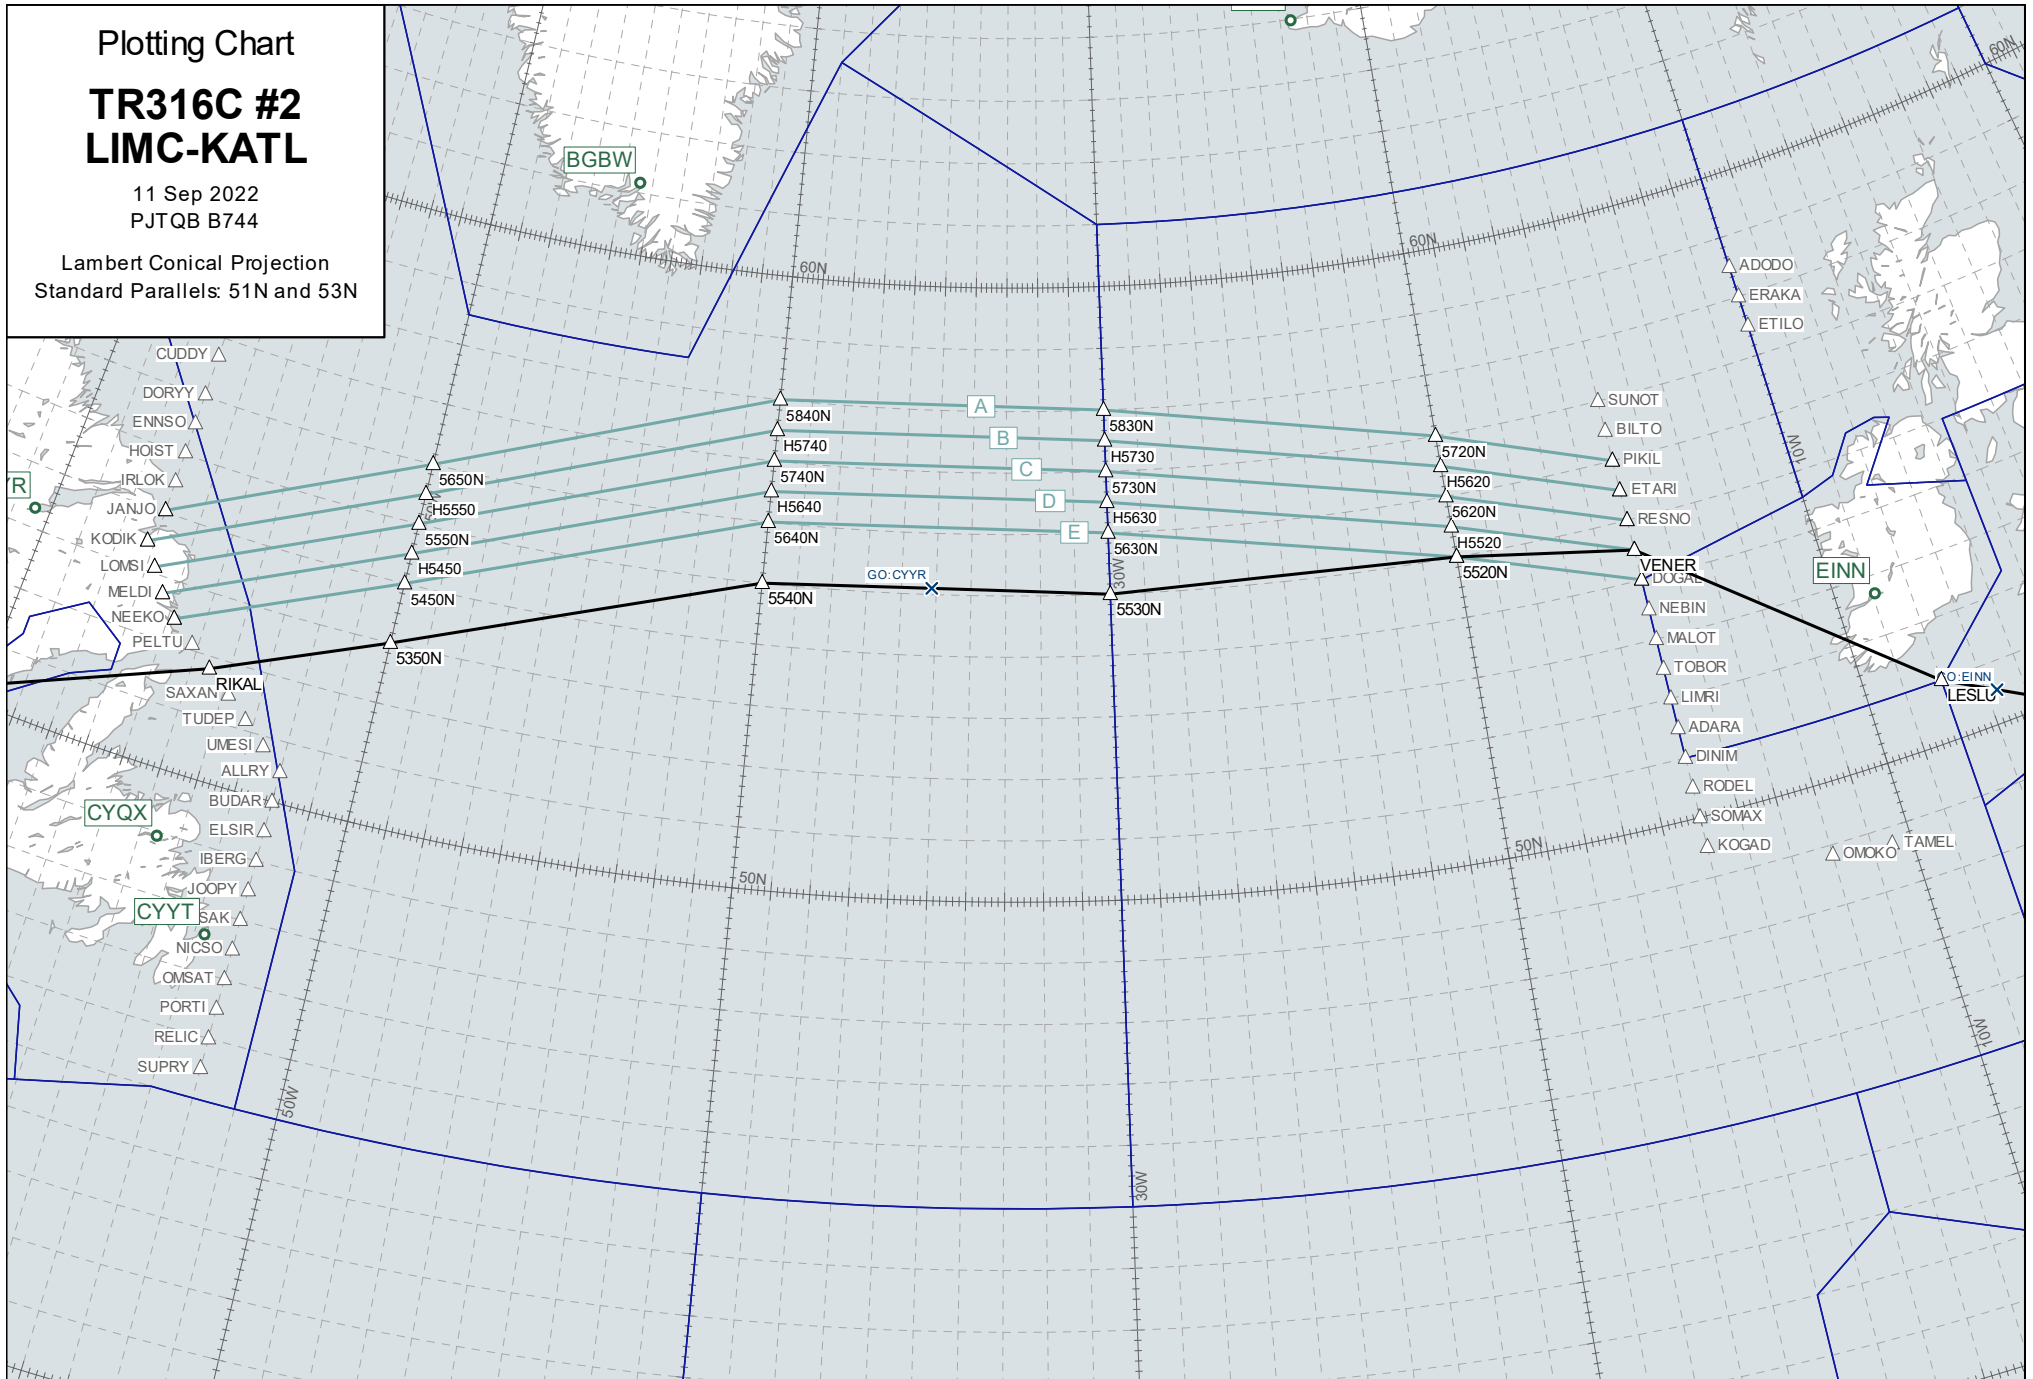 Plotting Chart
TR316C #2
LIMC-KATL
11 Sep 2022
PJTQB B744
Lambert Conical Projection
Standard Parallels: 51N and 53N
BGBW
60N
60N
60N
ADODO
ERAKA
ETILO
CUDDY
DORYY
ENNSO
HOIST
IRLOK
YR
JANJO
KODIK
LOMSI
MELDI
NEEKO
PELTU
RIKAL
SAXAN
TUDEP
UMESI
ALLRY
BUDAR
ELSIR
IBERG
JOOPY
SAK
NICSO
OMSAT
PORTI
RELIC
SUPRY
CYQX
CYYT
5650N
H5550
5550N
H5450
5450N
5350N
5840N
H5740
5740N
H5640
5640N
5540N
A
B
C
D
E
GO:CYYR
5830N
H5730
5730N
H5630
5630N
30W
5530N
5720N
H5620
5620N
H5520
5520N
SUNOT
BILTO
PIKIL
ETARI
RESNO
VENER
DOGAL
NEBIN
MALOT
TOBOR
LIMRI
ADARA
DINIM
RODEL
SOMAX
KOGAD
OMOKO
TAMEL
10W
EINN
O:EINN
LESLU
50N
50N
10W
50W
30W